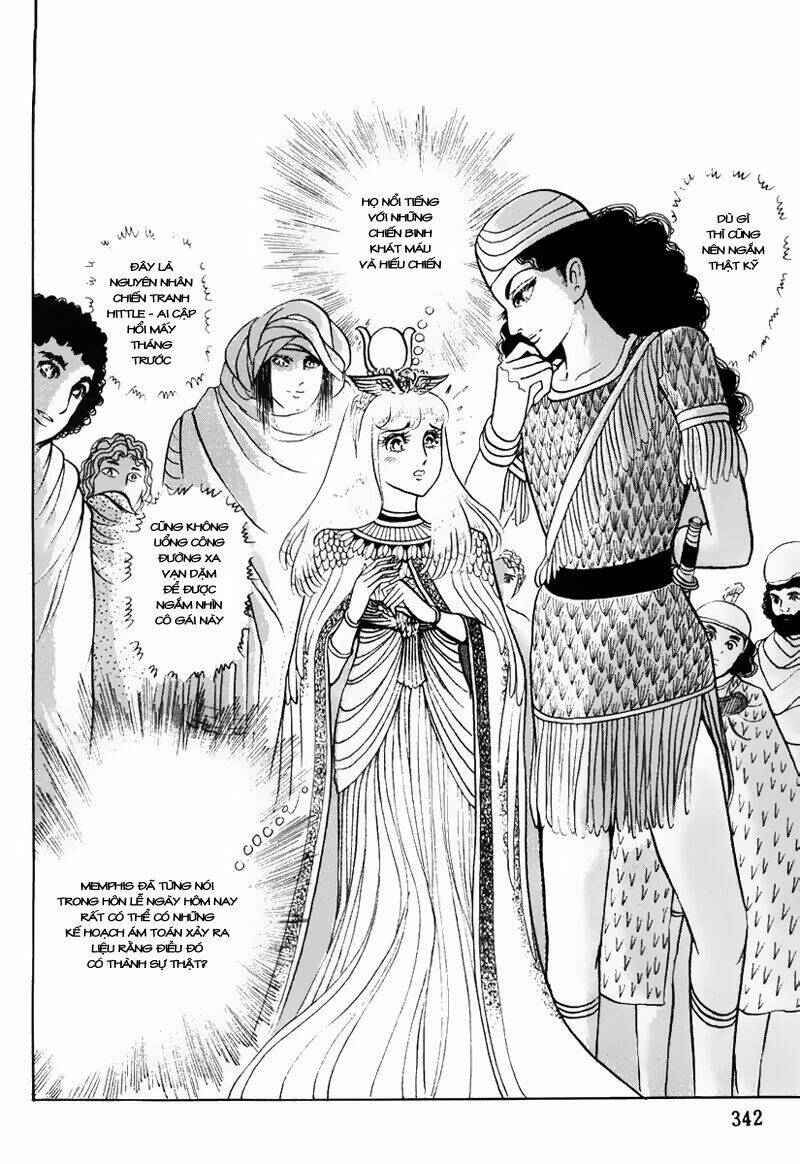 HỌ NỔI TIẾNG
VỚI NHỮNG
CHIẾN BINH
KHÁT MÁU
VÀ HIẾU CHIẾN
DÙ GÌ
THÌ CŨNG
NÊN NGẮM
THẬT KỸ
ĐÂY LÀ
NGUYÊN NHÂN
CHIẾN TRANH
HITTLE - AI CẬP
HỒI MẤY
THÁNG
TRƯỚC
CŨNG KHÔNG
UỔNG CÔNG
ĐƯỜNG XA
VẠN DẶM
ĐỂ ĐƯỢC
NGẮM NHÌN
CÔ GÁI NÀY
MEMPHIS ĐÃ TỪNG NÓI
TRONG HÔN LỄ NGÀY HÔM NAY
RẤT CÓ THỂ CÓ NHỮNG
KẾ HOẠCH ÁM TOÁN XẢY RA
LIỆU RẰNG ĐIỀU ĐÓ
CÓ THÀNH SỰ THẬT?
342